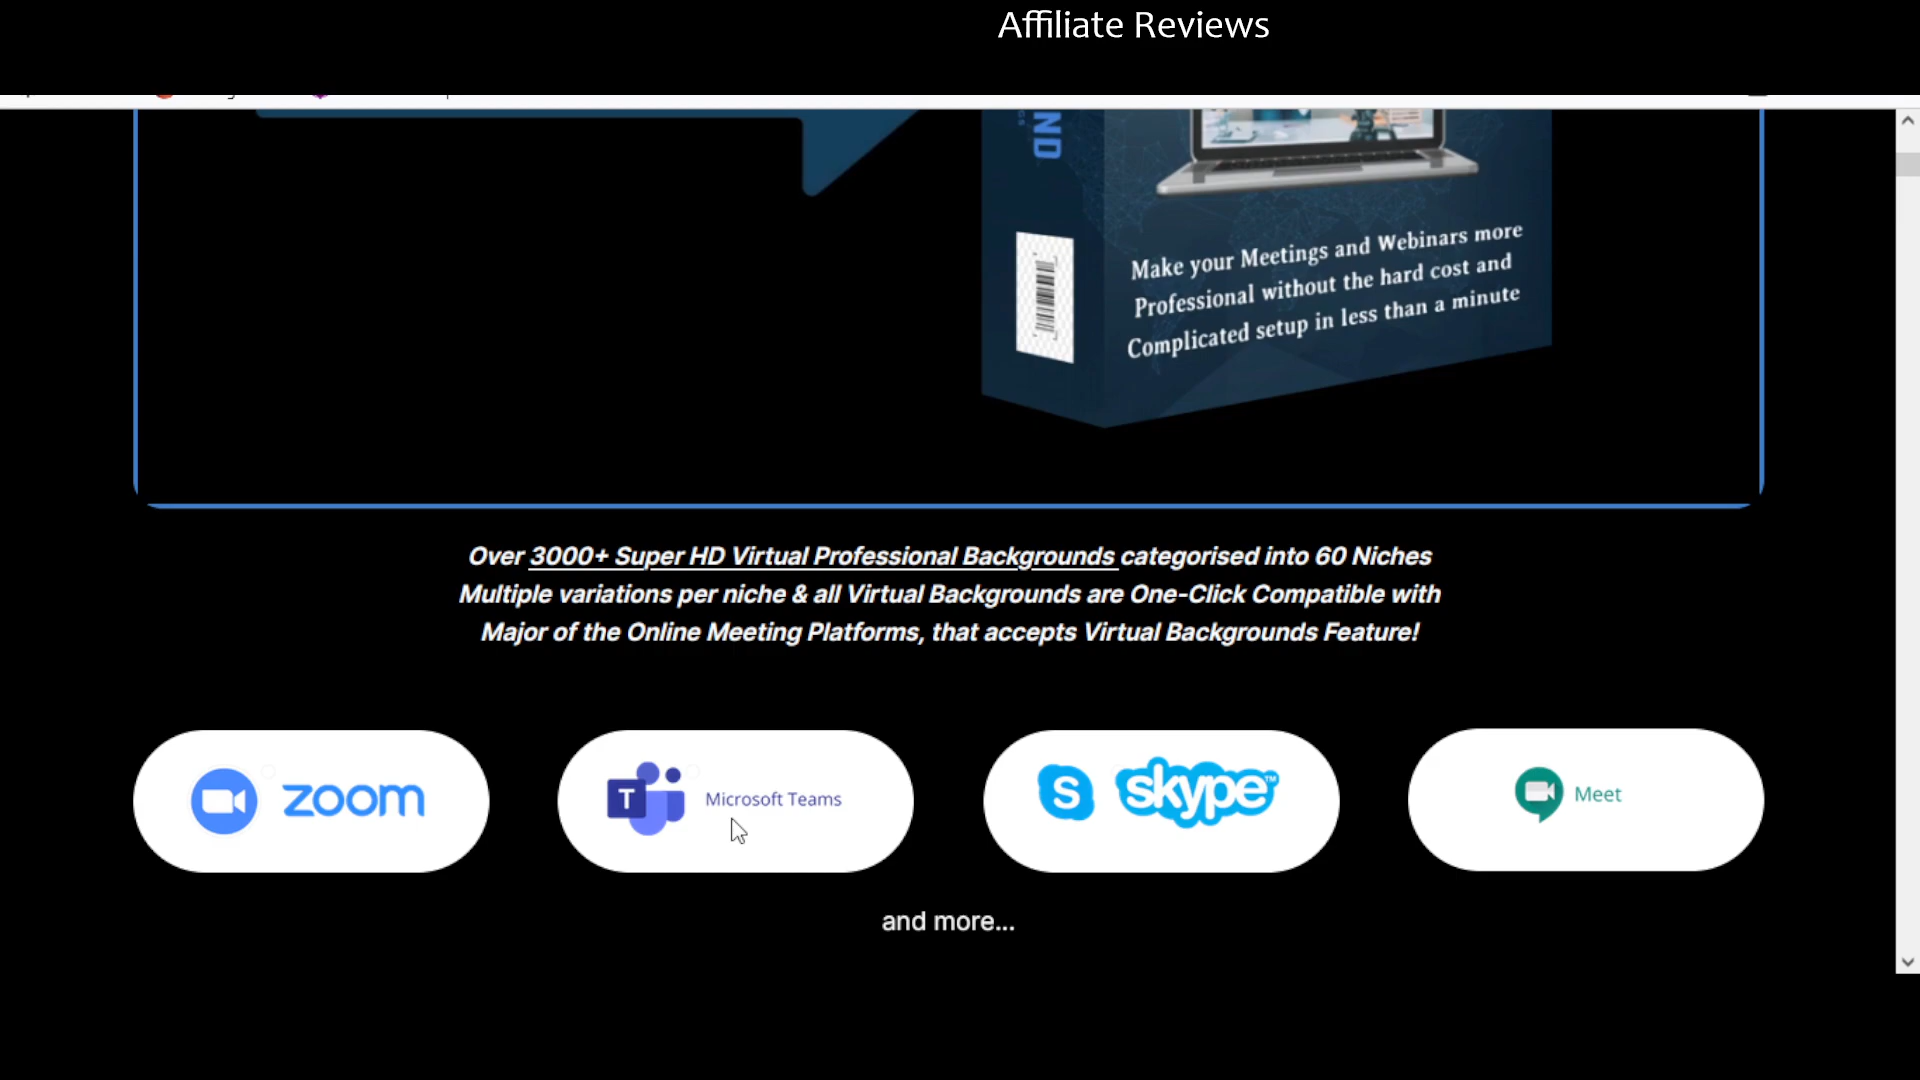 Affiliate Reviews
ND
Make your Meetings and Webinars more
Professional without the hard cost and
Complicated setup in less than a minute
Over 3000+ Super HD Virtual Professional Backgrounds categorised into 60 Niches
Multiple variations per niche & all Virtual Backgrounds are One-Click Compatible with
Major of the Online Meeting Platforms, that accepts Virtual Backgrounds Feature!
zoom
T Microsoft Teams
S skype™
Meet
and more...